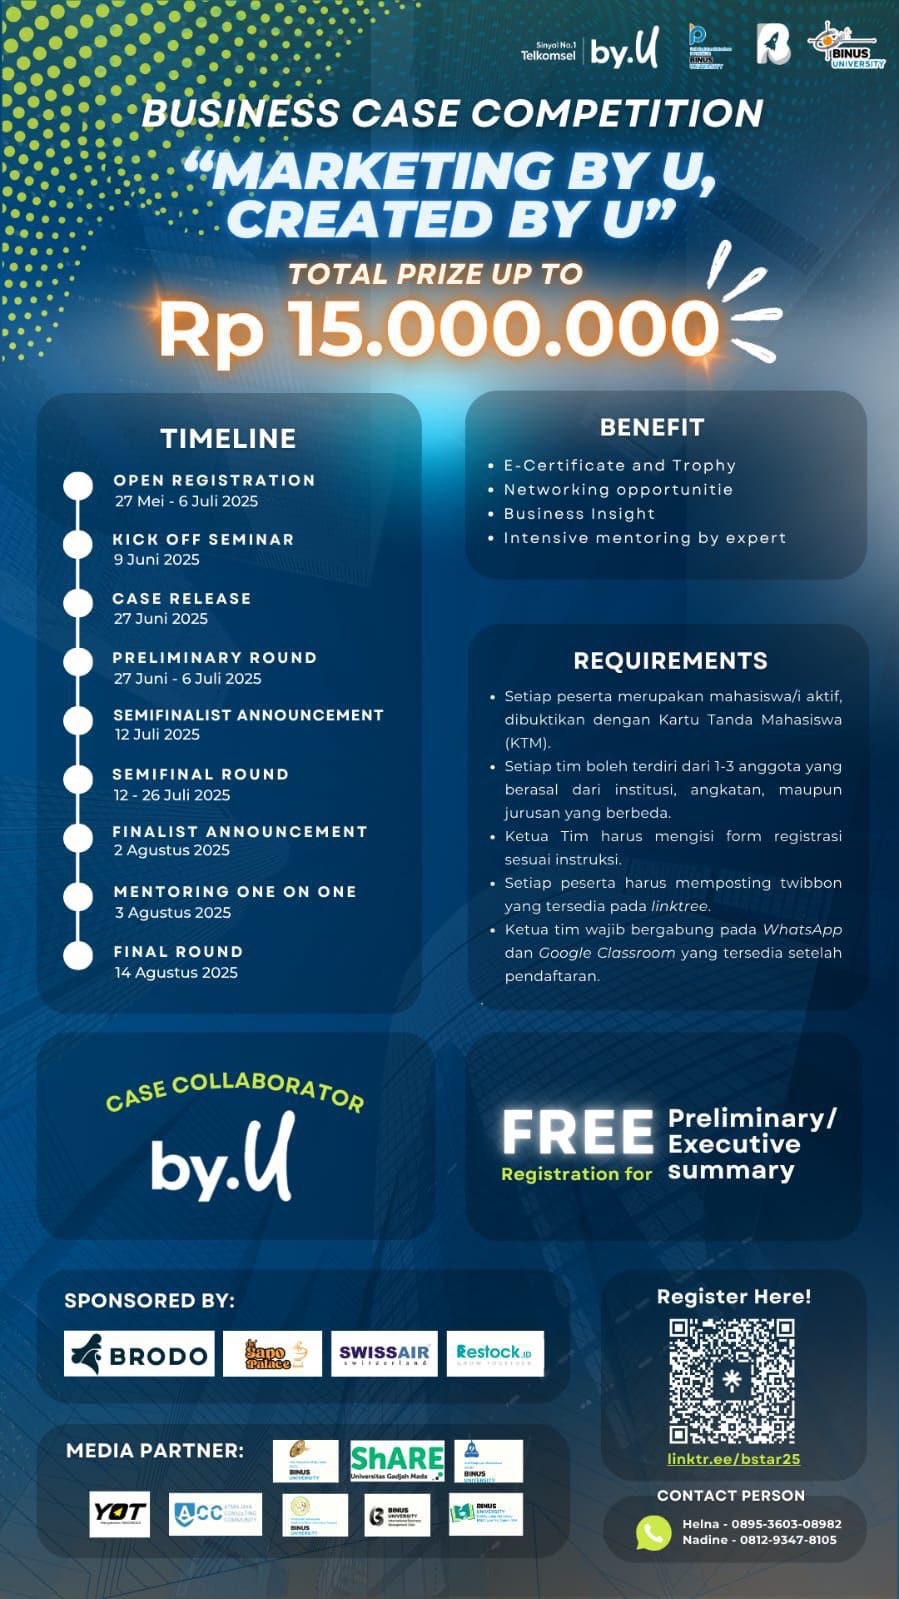 Sinyal No.1
Telkomsel
by.U
BINUS
UNIVERSITY
B
BINUS
UNIVERSITY
BUSINESS CASE COMPETITION
“MARKETING BY U,
CREATED BY U”
TOTAL PRIZE UP TO
Rp 15.000.000
TIMELINE
OPEN REGISTRATION
27 Mei - 6 Juli 2025
KICK OFF SEMINAR
9 Juni 2025
CASE RELEASE
27 Juni 2025
PRELIMINARY ROUND
27 Juni - 6 Juli 2025
SEMIFINALIST ANNOUNCEMENT
12 Juli 2025
SEMIFINAL ROUND
12 - 26 Juli 2025
FINALIST ANNOUNCEMENT
2 Agustus 2025
MENTORING ONE ON ONE
3 Agustus 2025
FINAL ROUND
14 Agustus 2025
BENEFIT
• E-Certificate and Trophy
• Networking opportunitie
• Business Insight
• Intensive mentoring by expert
REQUIREMENTS
• Setiap peserta merupakan mahasiswa/i aktif,
dibuktikan dengan Kartu Tanda Mahasiswa
(KTM).
• Setiap tim boleh terdiri dari 1-3 anggota yang
berasal dari institusi, angkatan, maupun
jurusan yang berbeda.
• Ketua Tim harus mengisi form registrasi
sesuai instruksi.
• Setiap peserta harus memposting twibbon
yang tersedia pada linktree.
• Ketua tim wajib bergabung pada WhatsApp
dan Google Classroom yang tersedia setelah
pendaftaran.
CASE COLLABORATOR
by.U
FREE
Registration for
Preliminary/
Executive
summary
SPONSORED BY:
BRODO
Sapo
Palace
SWISSAIR
switzerland
Restock.ID
GROW TOGETHER
MEDIA PARTNER:
BINUS
UNIVERSITY
ShARE
Universitas Gadjah Mada
BINUS
UNIVERSITY
YOT
ACC
ATMA JAYA
CONSULTING
COMMUNITY
BINUS
UNIVERSITY
BINUS
UNIVERSITY
BINUS
UNIVERSITY
Register Here!
linktr.ee/bstar25
CONTACT PERSON
Helna - 0895-3603-08982
Nadine - 0812-9347-8105